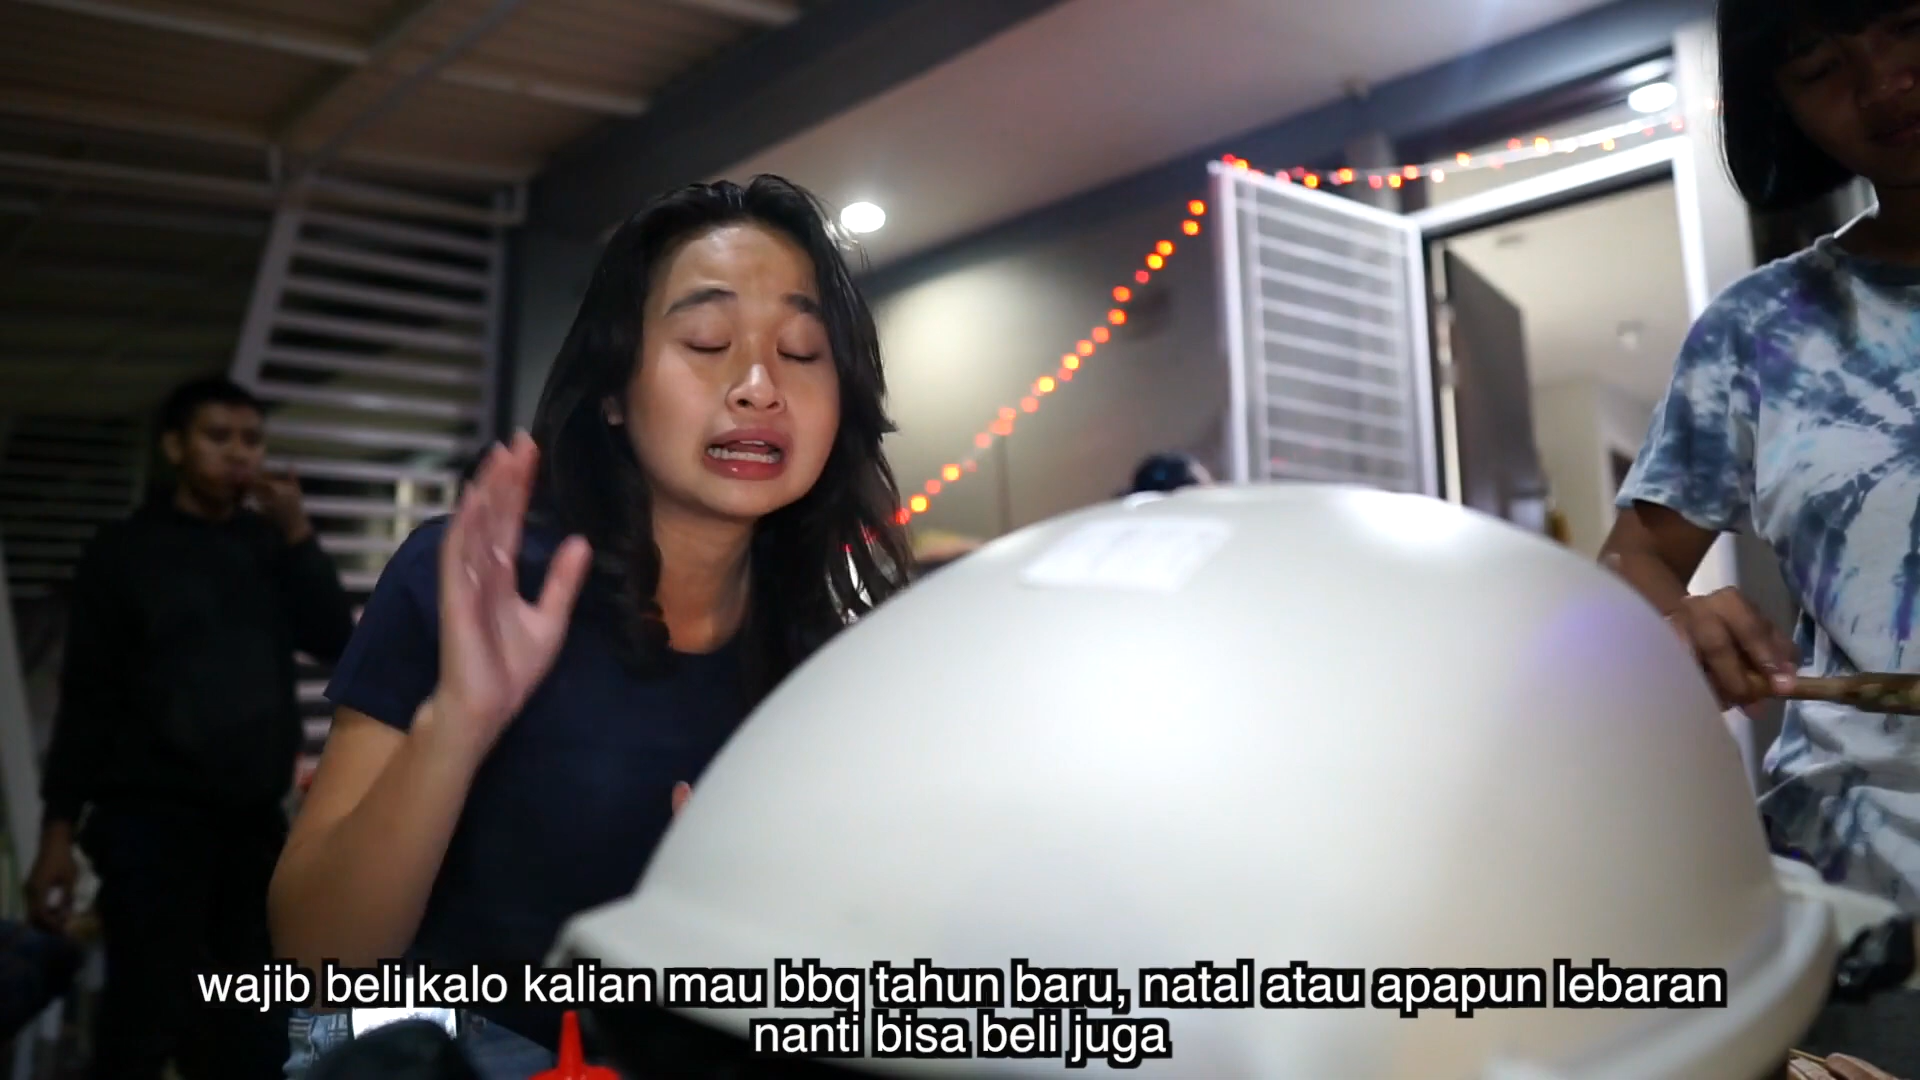 wajib beli kalo kalian mau bbq tahun baru, natal atau apapun lebaran
nanti bisa beli juga